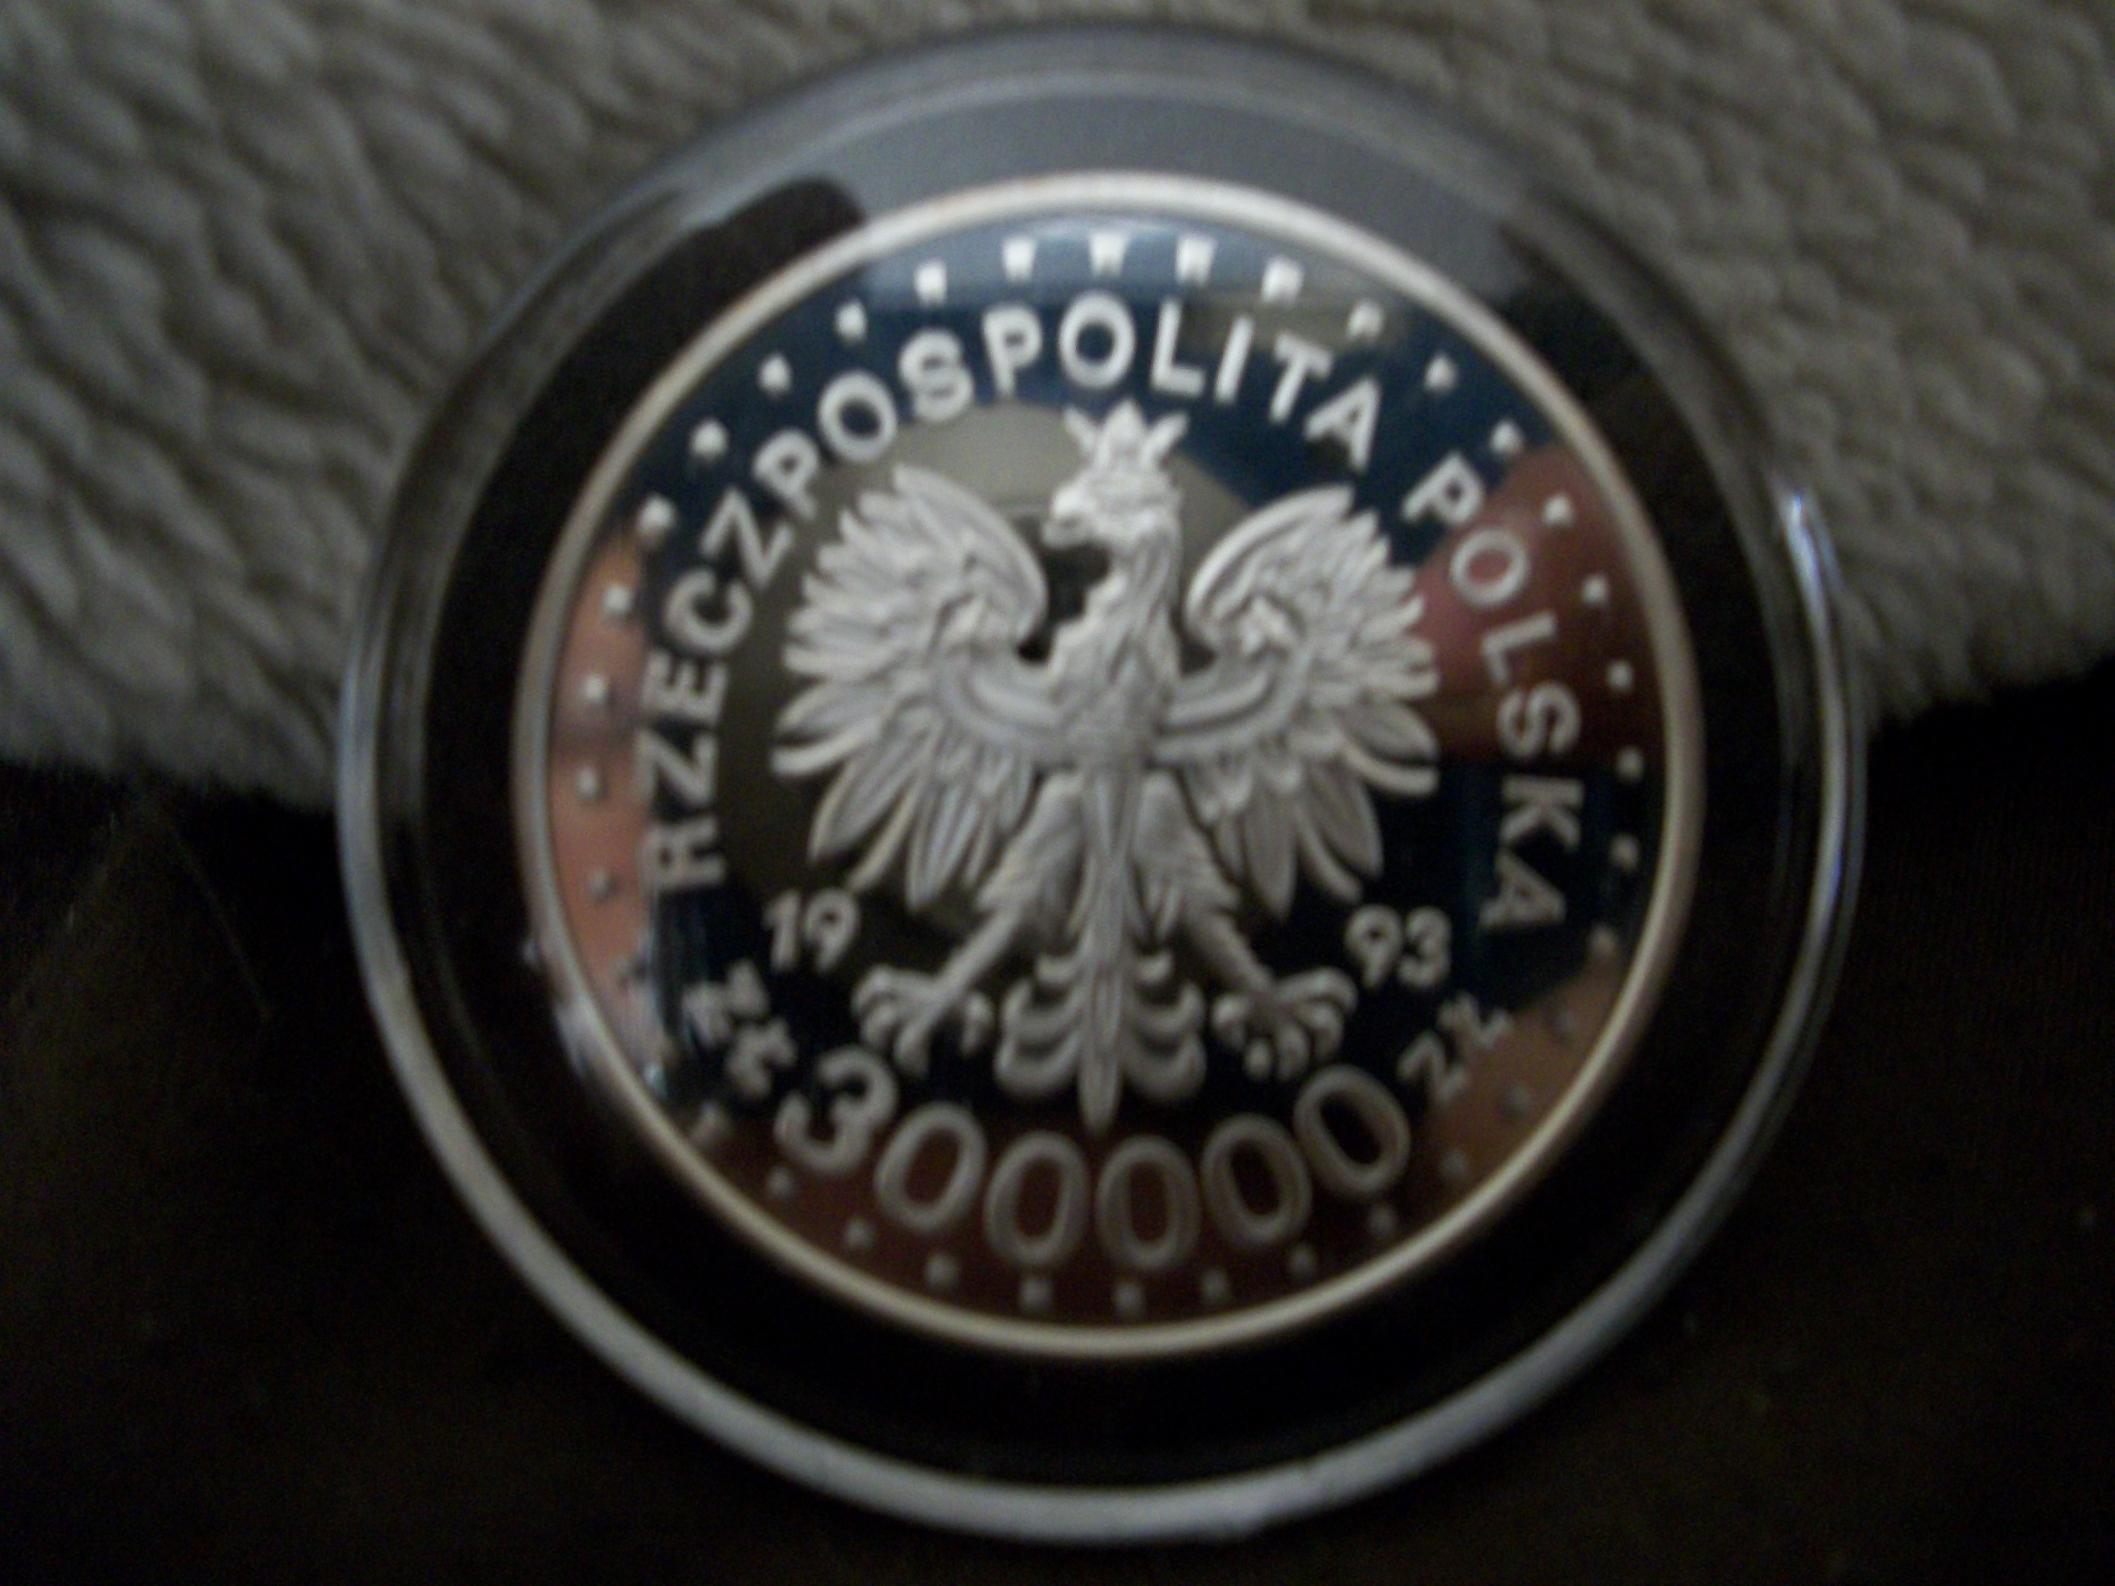 RZECZPOSPOLITA POLSKA
19 93
zł 300000 zł